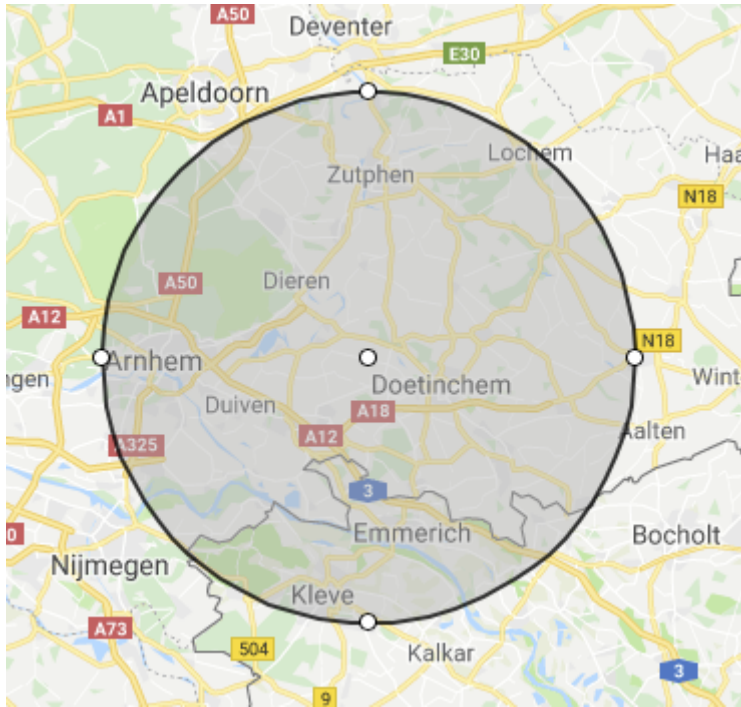 A50
Deventer
E30
Apeldoorn
A1
Lochem
Haa
Zutphen
N18
A50
Dieren
A12
N18
Arnhem
ngen
Doetinchem
Wint
Duiven
A18
A12
Aalten
A325
3
0
Emmerich
Bocholt
Nijmegen
Kleve
A73
504
Kalkar
3
9